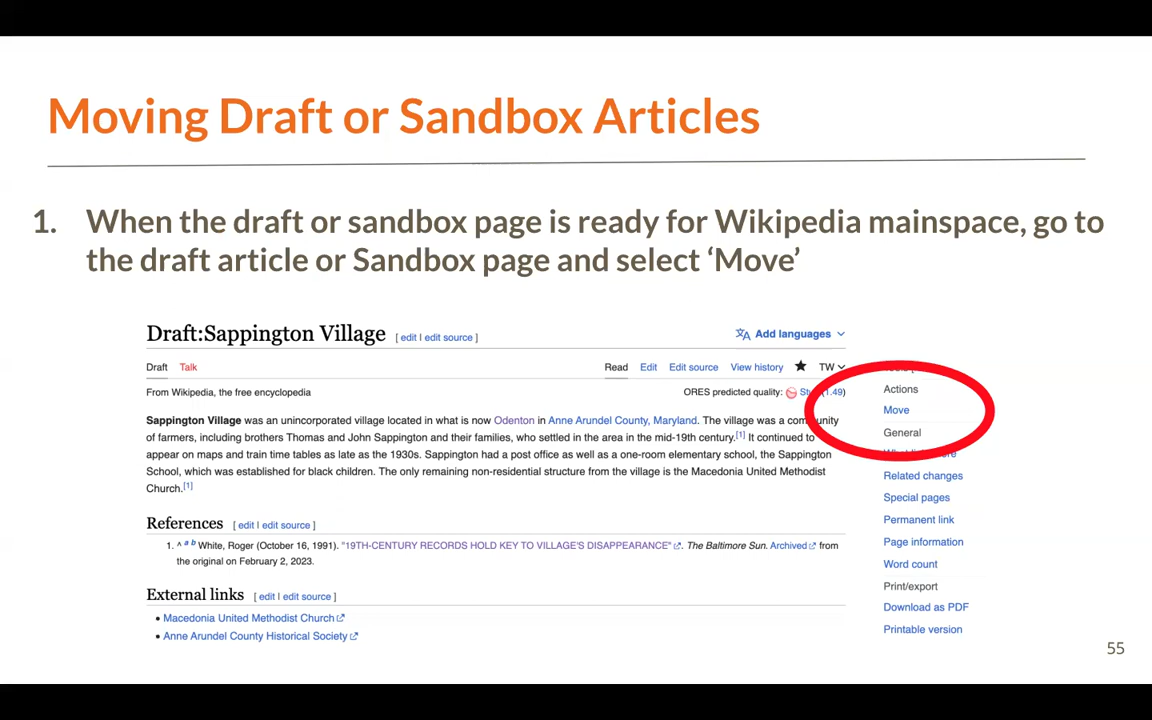 Moving Draft or Sandbox Articles
1. When the draft or sandbox page is ready for Wikipedia mainspace, go to
the draft article or Sandbox page and select ‘Move’
Draft:Sappington Village [ edit | edit source ]
Add languages
Draft Talk
Read Edit Edit source View history TW
From Wikipedia, the free encyclopedia
ORES predicted quality:
Sappington Village was an unincorporated village located in what is now Odenton in Anne Arundel County, Maryland. The village was a community
of farmers, including brothers Thomas and John Sappington and their families, who settled in the area in the mid-19th century.[1] It continued to
appear on maps and train time tables as late as the 1930s. Sappington had a post office as well as a one-room elementary school, the Sappington
School, which was established for black children. The only remaining non-residential structure from the village is the Macedonia United Methodist
Church.[1]
References [ edit | edit source ]
1. ^ a b White, Roger (October 16, 1991). "19TH-CENTURY RECORDS HOLD KEY TO VILLAGE'S DISAPPEARANCE". The Baltimore Sun. Archived from
the original on February 2, 2023.
External links [ edit | edit source ]
• Macedonia United Methodist Church
• Anne Arundel County Historical Society
Actions
Move
General
Related changes
Special pages
Permanent link
Page information
Word count
Print/export
Download as PDF
Printable version
55